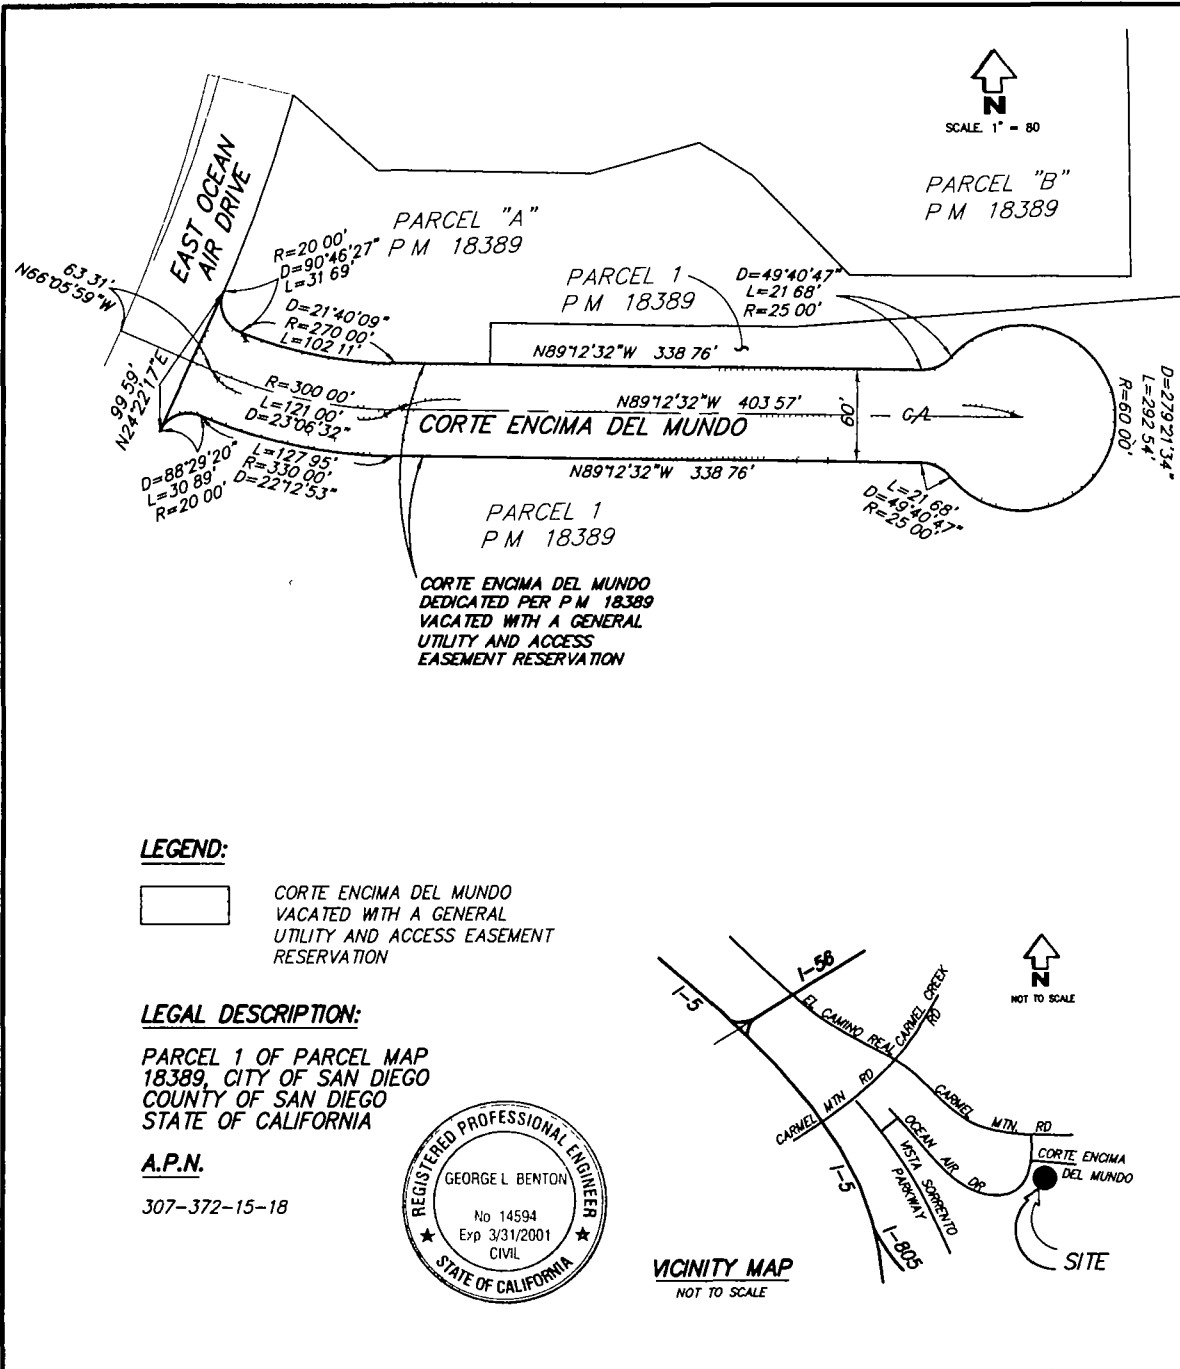 N
SCALE 1" = 80
EAST OCEAN
AIR DRIVE
PARCEL "A"
P M 18389
PARCEL "B"
P M 18389
R=20 00'
D=90°46'27"
L=31 69'
63 31'
N66°05'59"W
D=21°40'09"
R=270 00'
L=102 11'
PARCEL 1
P M 18389
D=49°40'47"
L=21 68'
R=25 00'
N89°12'32"W 338 76'
99 59'
N24°22'17"E
R=300 00'
L=121 00'
D=23°06'32"
N89°12'32"W 403 57'
CORTE ENCIMA DEL MUNDO
60'
C/L
D=279°21'34"
L=292 54'
R=60 00'
D=88°29'20"
L=30 89'
R=20 00'
L=127 95'
R=330 00'
D=22°12'53"
N89°12'32"W 338 76'
L=21 68'
D=49°40'47"
R=25 00'
PARCEL 1
P M 18389
CORTE ENCIMA DEL MUNDO
DEDICATED PER P M 18389
VACATED WITH A GENERAL
UTILITY AND ACCESS
EASEMENT RESERVATION
LEGEND:
CORTE ENCIMA DEL MUNDO
VACATED WITH A GENERAL
UTILITY AND ACCESS EASEMENT
RESERVATION
LEGAL DESCRIPTION:
PARCEL 1 OF PARCEL MAP
18389, CITY OF SAN DIEGO
COUNTY OF SAN DIEGO
STATE OF CALIFORNIA
A.P.N.
307-372-15-18
REGISTERED PROFESSIONAL ENGINEER
GEORGE L BENTON
No 14594
Exp 3/31/2001
CIVIL
STATE OF CALIFORNIA
N
NOT TO SCALE
I-5
I-56
EL CAMINO REAL
CARMEL CREEK
RD
CARMEL MTN RD
CARMEL MTN. RD
OCEAN AIR DR
VISTA SORRENTO
PARKWAY
CORTE ENCIMA
DEL MUNDO
I-5
I-805
SITE
VICINITY MAP
NOT TO SCALE